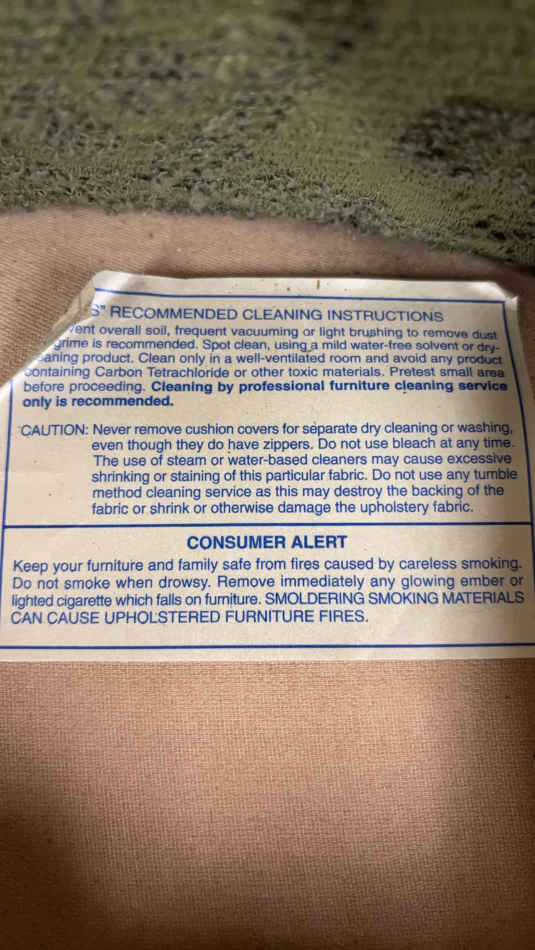 S" RECOMMENDED CLEANING INSTRUCTIONS
vent overall soil, frequent vacuuming or light brushing to remove dust
grime is recommended. Spot clean, using a mild water-free solvent or dry-
eaning product. Clean only in a well-ventilated room and avoid any product
containing Carbon Tetrachloride or other toxic materials. Pretest small area
before proceeding. Cleaning by professional furniture cleaning service
only is recommended.
CAUTION: Never remove cushion covers for separate dry cleaning or washing,
even though they do have zippers. Do not use bleach at any time.
The use of steam or water-based cleaners may cause excessive
shrinking or staining of this particular fabric. Do not use any tumble
method cleaning service as this may destroy the backing of the
fabric or shrink or otherwise damage the upholstery fabric.
CONSUMER ALERT
Keep your furniture and family safe from fires caused by careless smoking.
Do not smoke when drowsy. Remove immediately any glowing ember or
lighted cigarette which falls on furniture. SMOLDERING SMOKING MATERIALS
CAN CAUSE UPHOLSTERED FURNITURE FIRES.